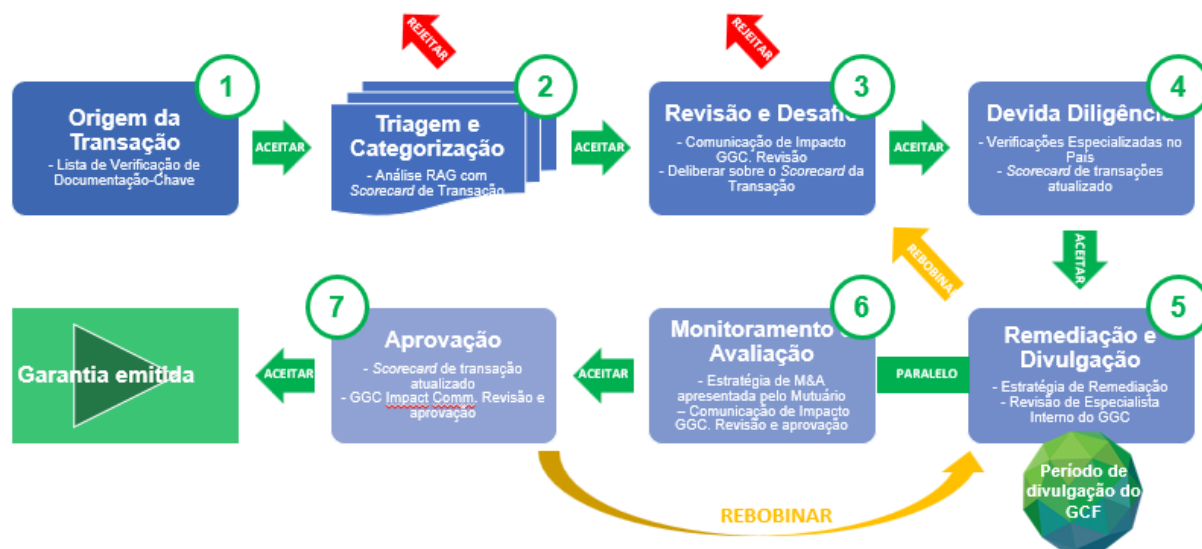 REJEITAR
REJEITAR
1
Origem da
Transação
- Lista de Verificação de
Documentação-Chave
ACEITAR
2
Triagem e
Categorização
- Análise RAG com
Scorecard de Transação
ACEITAR
3
Revisão e Desafio
- Comunicação de Impacto
GGC. Revisão
- Deliberar sobre o Scorecard da
Transação
ACEITAR
4
Devida Diligência
- Verificações Especializadas no
País
- Scorecard de transações
atualizado
ACEITAR
REBOBINAR
5
Remediação e
Divulgação
- Estratégia de Remediação
- Revisão de Especialista
Interno do GGC
Período de
divulgação do
GCF
PARALELO
6
Monitoramento e
Avaliação
- Estratégia de M&A
apresentada pelo Mutuário
– Comunicação de Impacto
GGC. Revisão e aprovação
ACEITAR
7
Aprovação
- Scorecard de transação
atualizado
- GGC Impact Comm. Revisão e
aprovação
ACEITAR
Garantia emitida
REBOBINAR